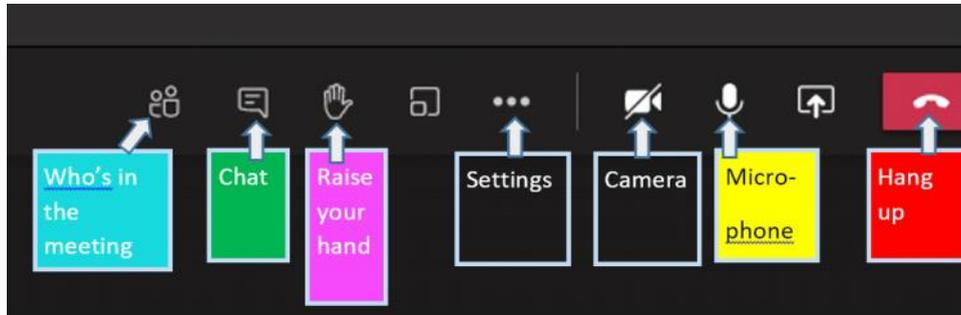 Who's in
the
meeting
Chat
Raise
your
hand
Settings
Camera
Micro-
phone
Hang
up